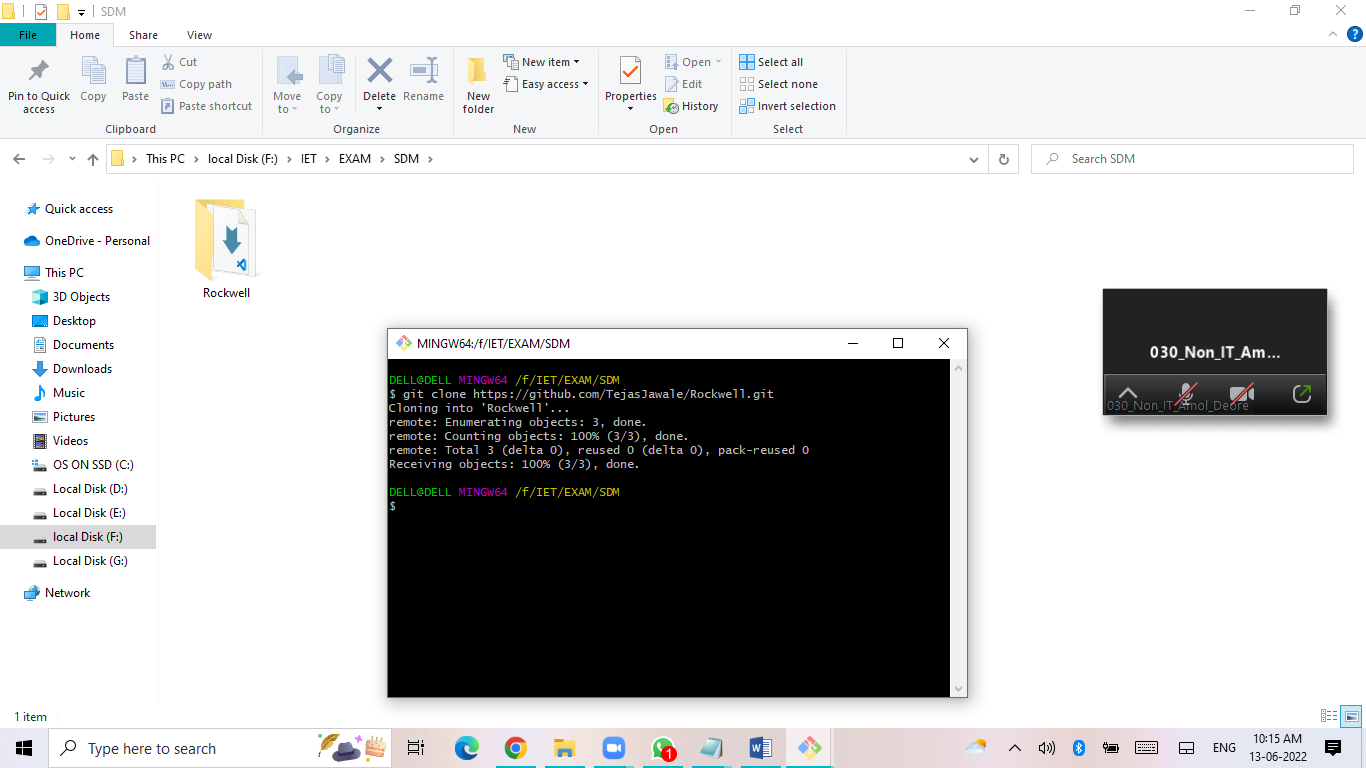 SDM
File Home Share View
Pin to Quick access
Copy
Paste
Cut
Copy path
Paste shortcut
Clipboard
Move to
Copy to
Delete
Rename
Organize
New folder
New item
Easy access
New
Properties
Open
Edit
History
Open
Select all
Select none
Invert selection
Select
This PC > local Disk (F:) > IET > EXAM > SDM >
Search SDM
Quick access
OneDrive - Personal
This PC
3D Objects
Desktop
Documents
Downloads
Music
Pictures
Videos
OS ON SSD (C:)
Local Disk (D:)
Local Disk (E:)
local Disk (F:)
Local Disk (G:)
Network
Rockwell
MINGW64:/f/IET/EXAM/SDM
DELL@DELL MINGW64 /f/IET/EXAM/SDM
$ git clone https://github.com/TejasJawale/Rockwell.git
Cloning into 'Rockwell'...
remote: Enumerating objects: 3, done.
remote: Counting objects: 100% (3/3), done.
remote: Total 3 (delta 0), reused 0 (delta 0), pack-reused 0
Receiving objects: 100% (3/3), done.
DELL@DELL MINGW64 /f/IET/EXAM/SDM
$
030_Non_IT_Am...
030_Non_IT_Amol_Deore
1 item
Type here to search
1
ENG
10:15 AM
13-06-2022